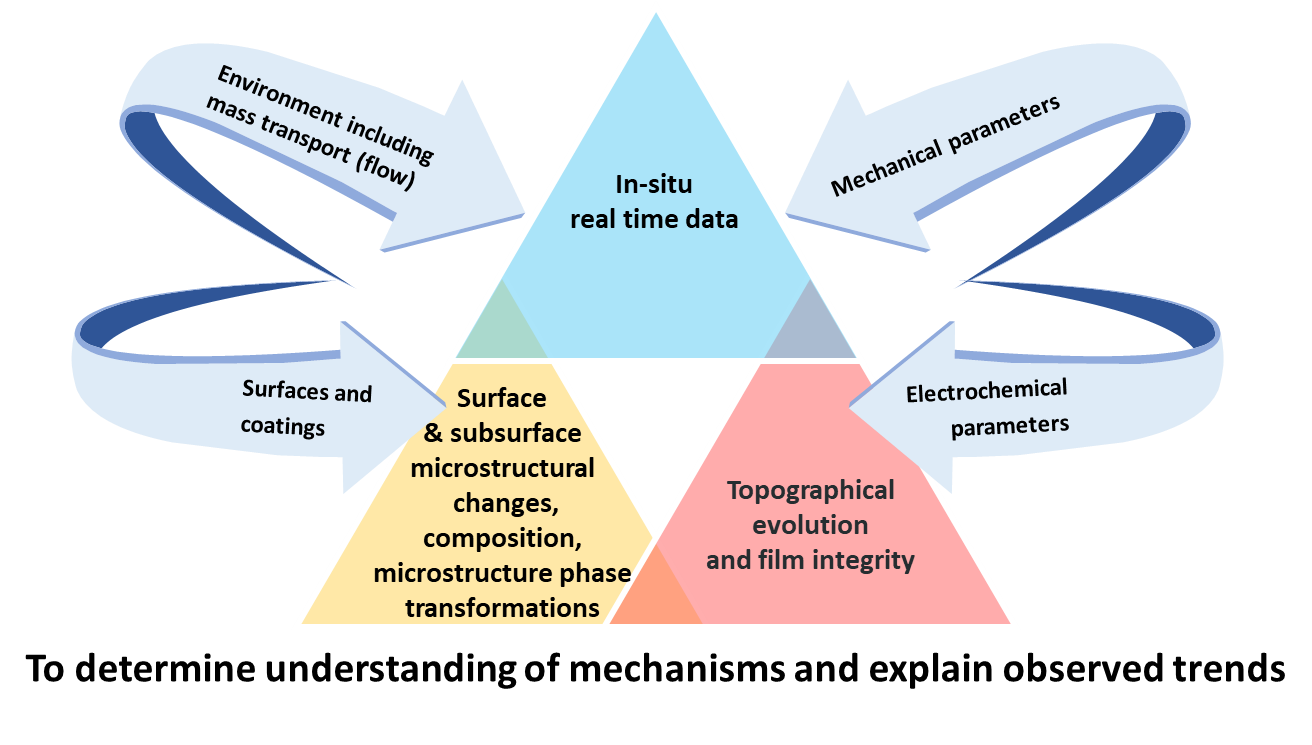 Environment including
mass transport (flow)
Mechanical parameters
In-situ
real time data
Surfaces and
coatings
Electrochemical
parameters
Surface
& subsurface
microstructural
changes,
composition,
microstructure phase
transformations
Topographical
evolution
and film integrity
To determine understanding of mechanisms and explain observed trends